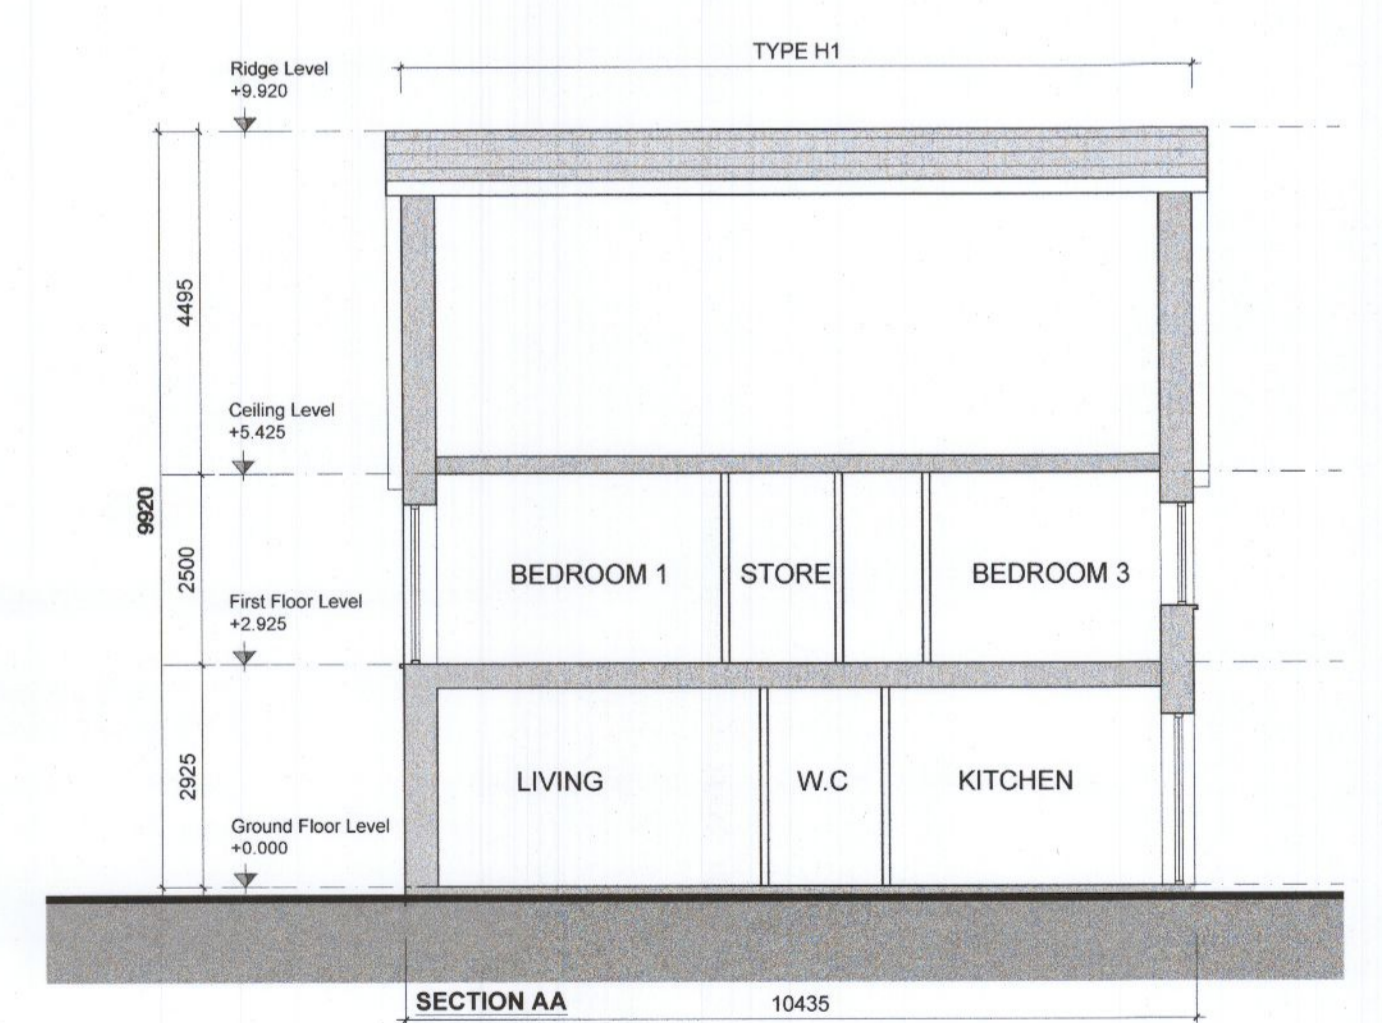 TYPE H1
Ridge Level
+9.920
4495
Ceiling Level
+5.425
9920
2500
BEDROOM 1
STORE
BEDROOM 3
First Floor Level
+2.925
2925
LIVING
W.C
KITCHEN
Ground Floor Level
+0.000
SECTION AA
10435